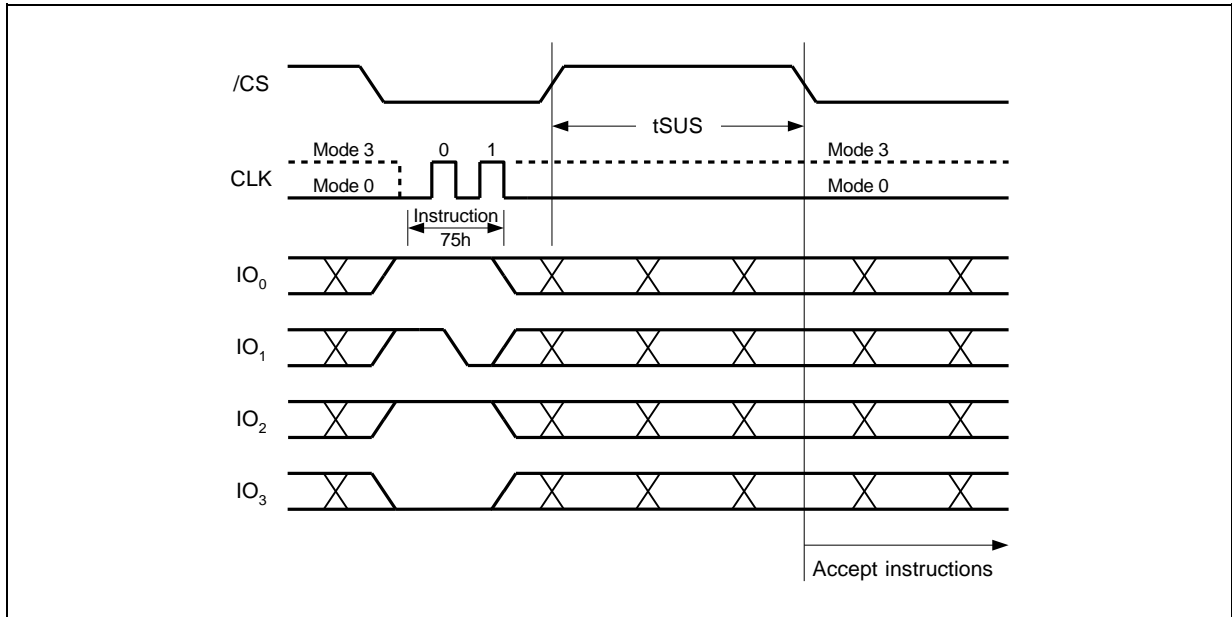 /CS
tSUS
Mode 3 0 1 Mode 3
CLK
Mode 0 Mode 0
Instruction
75h
IO0
IO1
IO2
IO3
Accept instructions